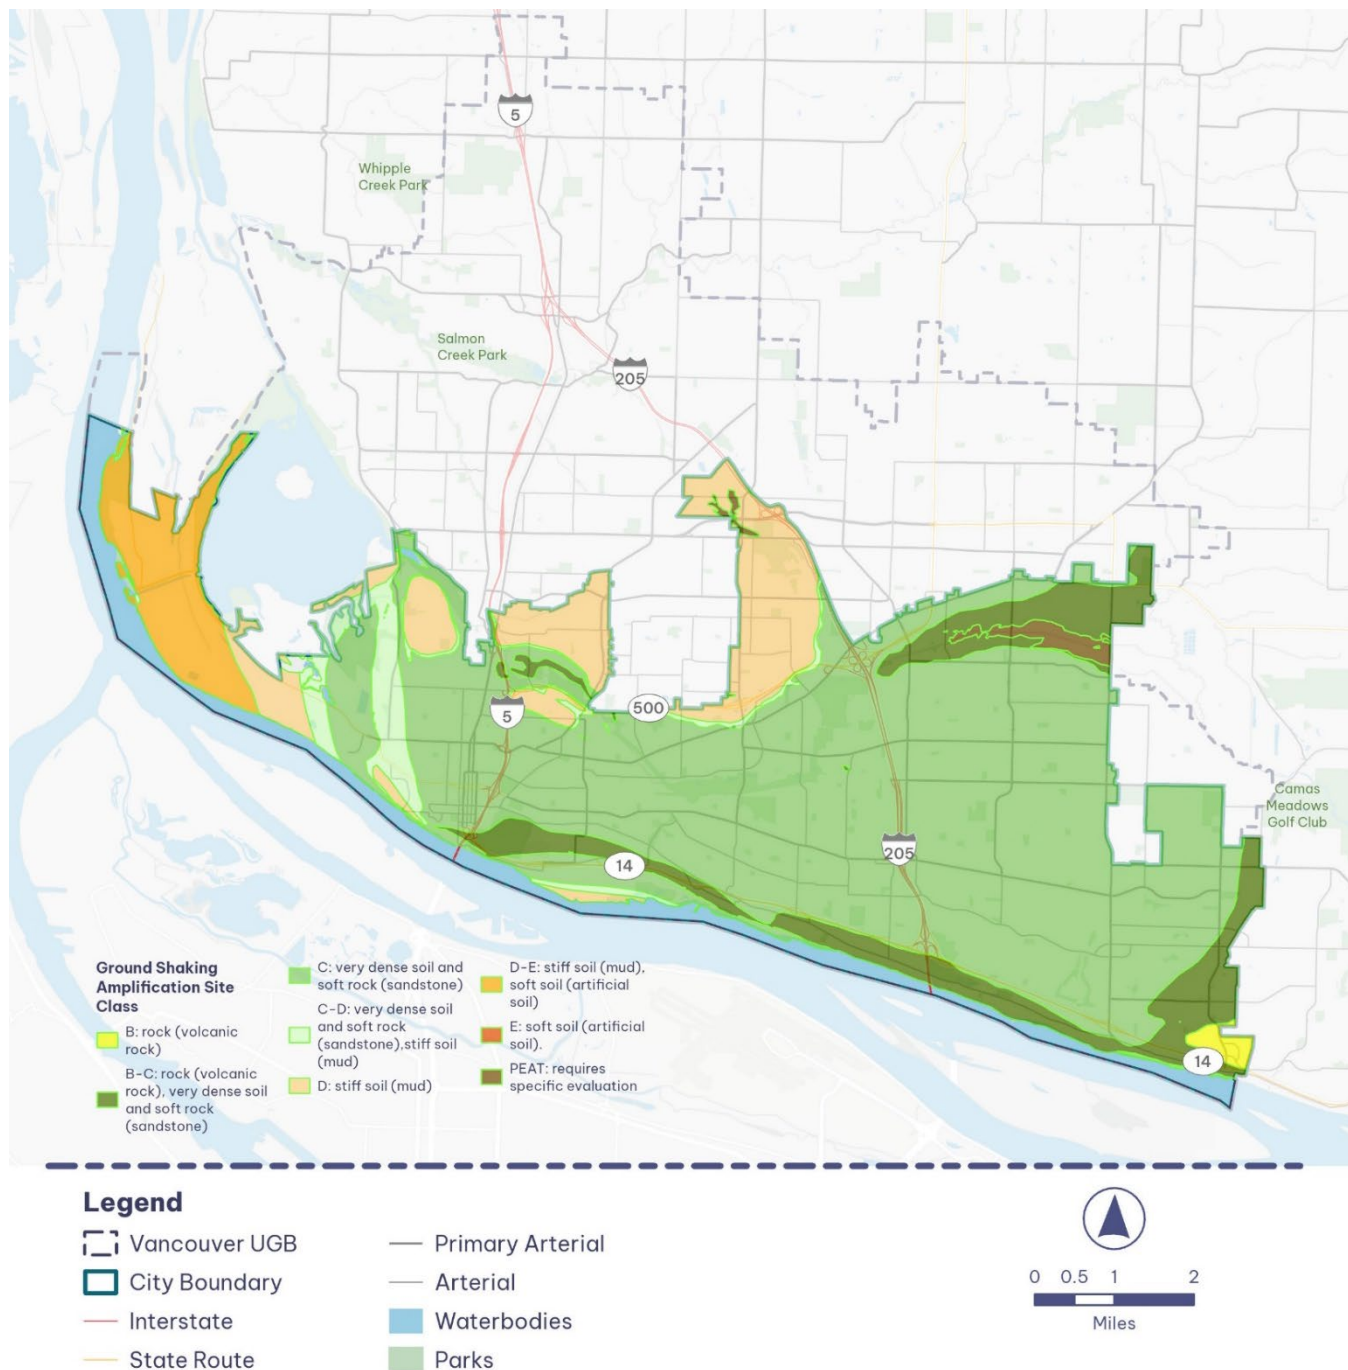 5
Whipple
Creek Park
Salmon
Creek Park
205
500
5
Camas
Meadows
Golf Club
205
14
14
Ground Shaking
Amplification Site
Class
B: rock (volcanic
rock)
B-C: rock (volcanic
rock), very dense soil
and soft rock
(sandstone)
C: very dense soil and
soft rock (sandstone)
C-D: very dense soil
and soft rock
(sandstone),stiff soil
(mud)
D: stiff soil (mud)
D-E: stiff soil (mud),
soft soil (artificial
soil)
E: soft soil (artificial
soil).
PEAT: requires
specific evaluation
Legend
Vancouver UGB
City Boundary
Interstate
State Route
Primary Arterial
Arterial
Waterbodies
Parks
0 0.5 1 2
Miles